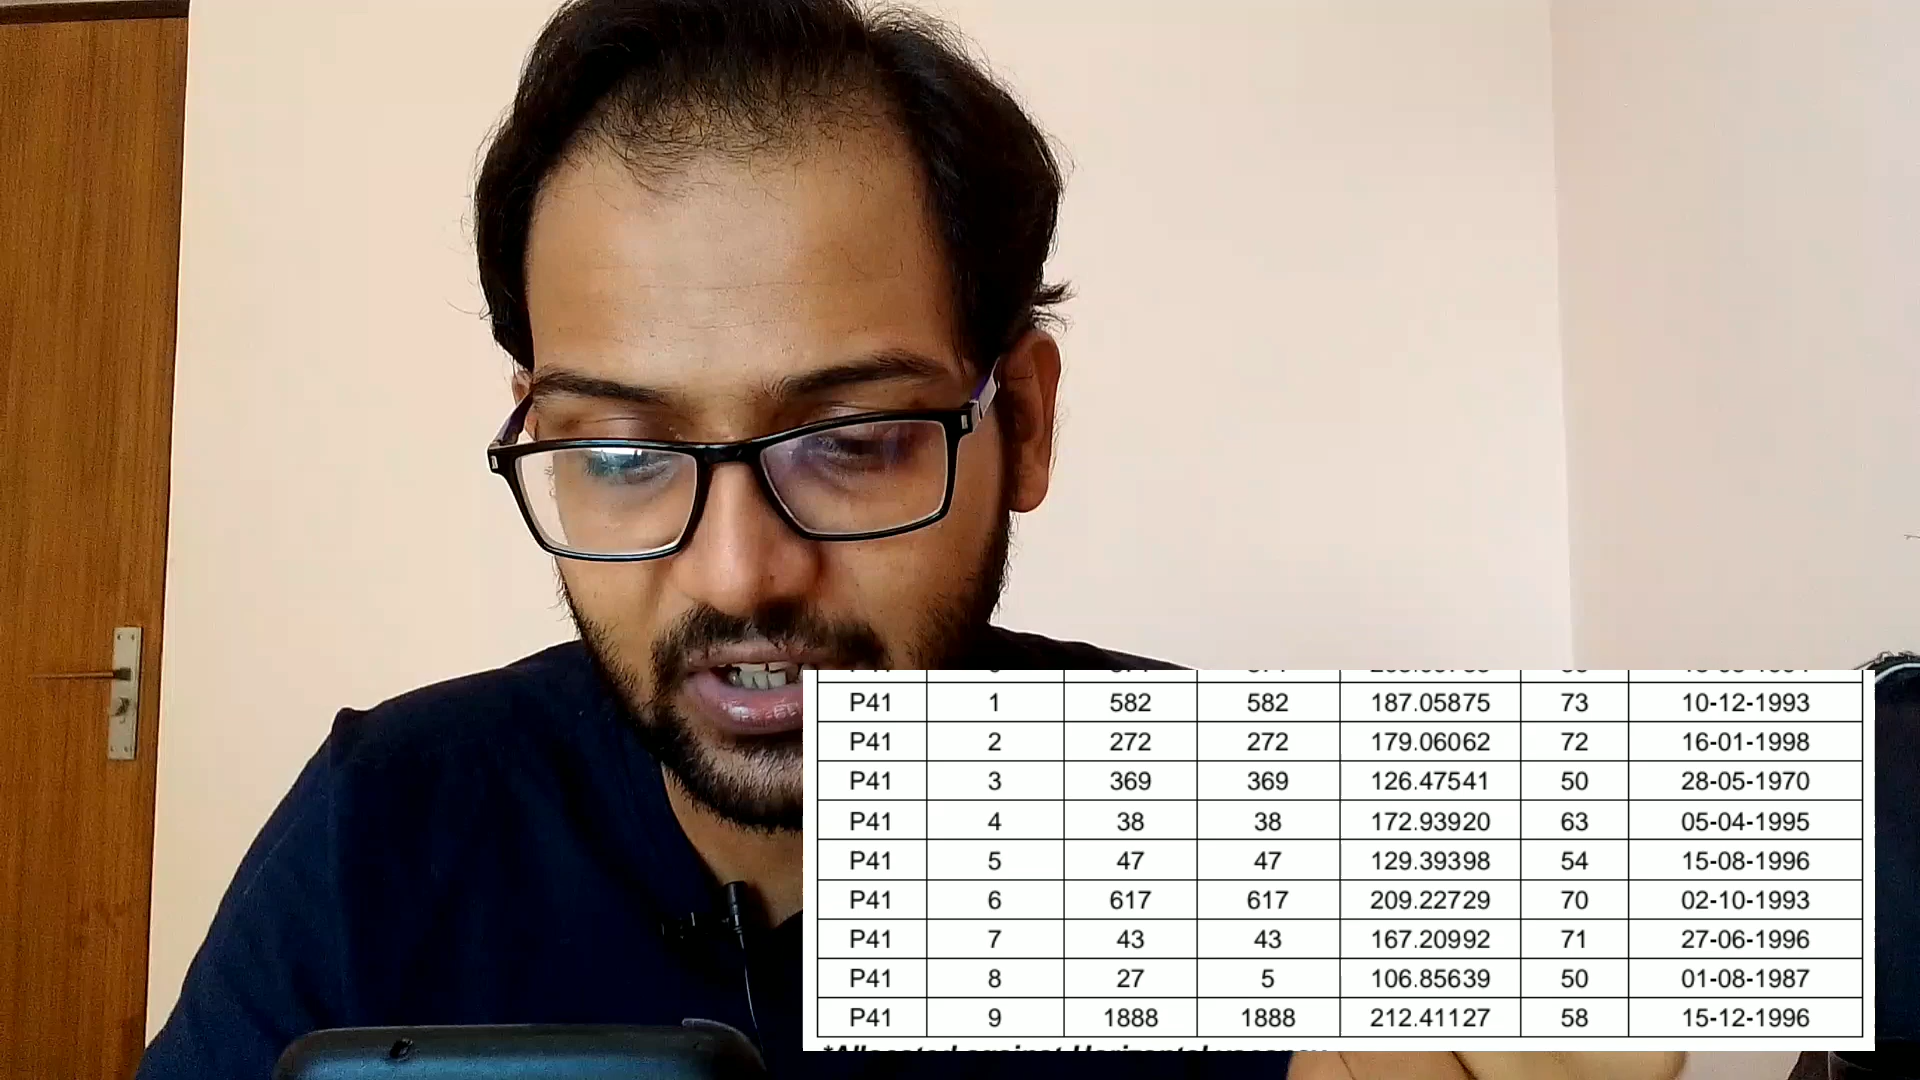 P41 1 582 582 187.05875 73 10-12-1993
P41 2 272 272 179.06062 72 16-01-1998
P41 3 369 369 126.47541 50 28-05-1970
P41 4 38 38 172.93920 63 05-04-1995
P41 5 47 47 129.39398 54 15-08-1996
P41 6 617 617 209.22729 70 02-10-1993
P41 7 43 43 167.20992 71 27-06-1996
P41 8 27 5 106.85639 50 01-08-1987
P41 9 1888 1888 212.41127 58 15-12-1996